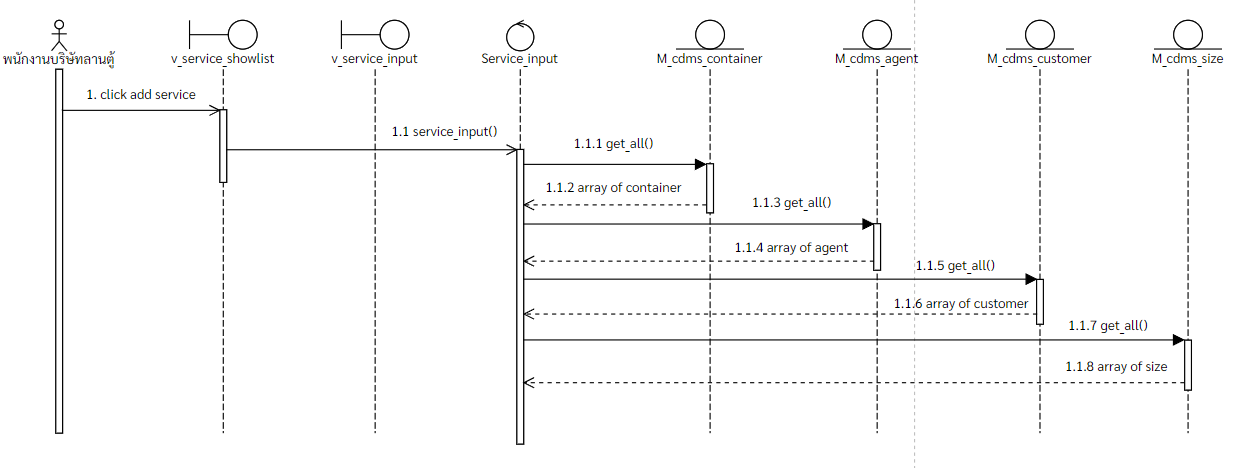 พนักงานบริษัทลานตู้ v_service_showlist v_service_input Service_input M_cdms_container M_cdms_agent M_cdms_customer M_cdms_size
1. click add service
1.1 service_input()
1.1.1 get_all()
1.1.2 array of container
1.1.3 get_all()
1.1.4 array of agent
1.1.5 get_all()
1.1.6 array of customer
1.1.7 get_all()
1.1.8 array of size